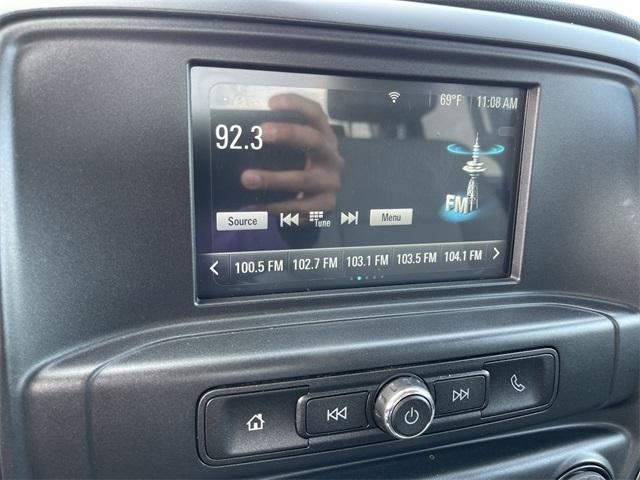 69°F 11:08 AM
92.3
FM
Source Tune Menu
100.5 FM 102.7 FM 103.1 FM 103.5 FM 104.1 FM